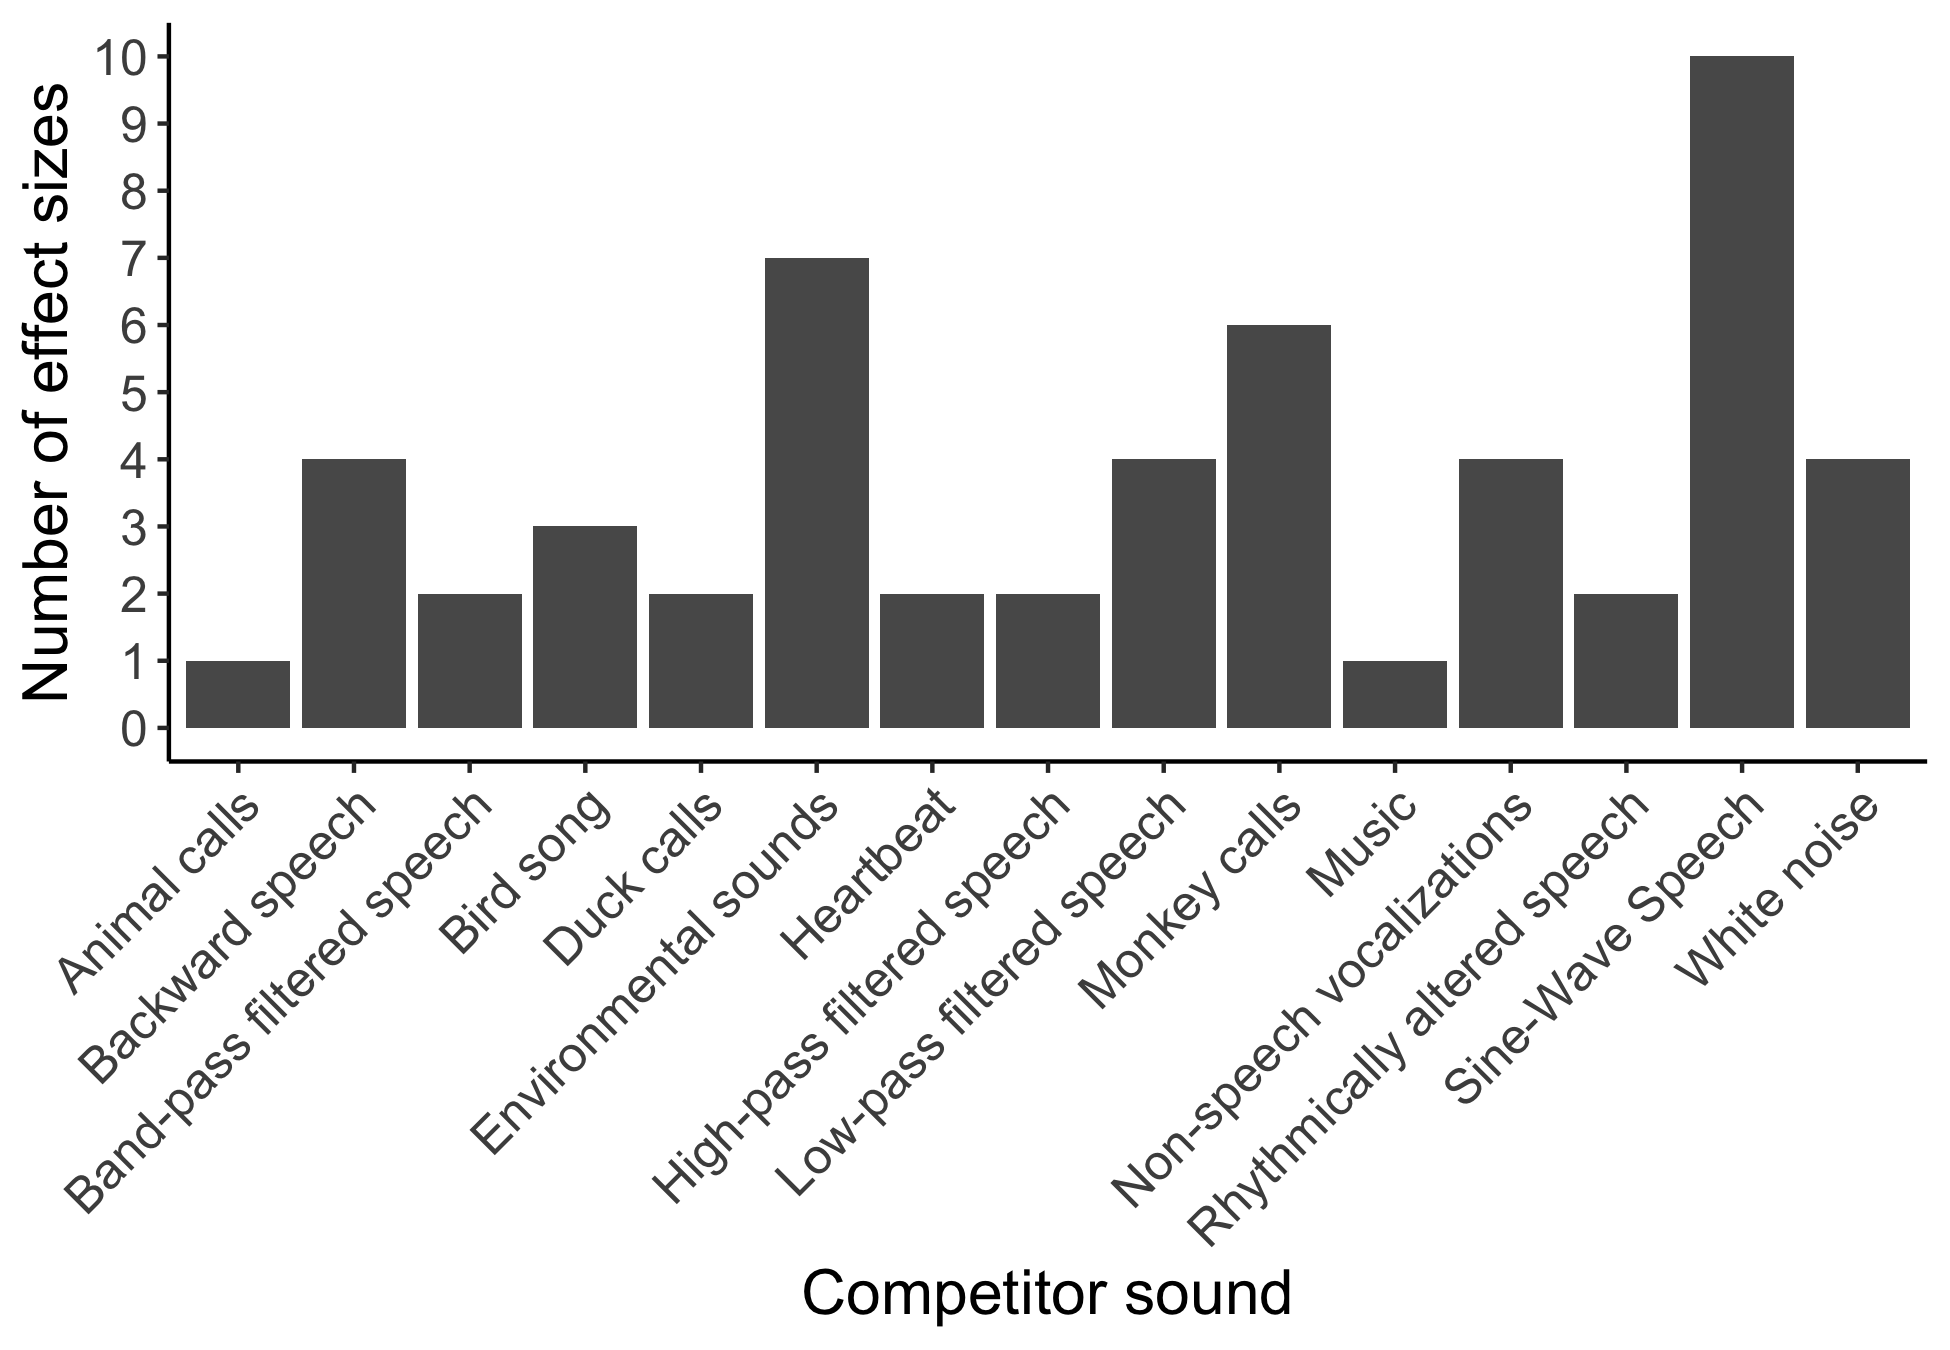 Number of effect sizes
10
9
8
7
6
5
4
3
2
1
0
Animal calls
Backward speech
Band-pass filtered speech
Bird song
Duck calls
Environmental sounds
Heartbeat
High-pass filtered speech
Low-pass filtered speech
Monkey calls
Music
Non-speech vocalizations
Rhythmically altered speech
Sine-Wave Speech
White noise
Competitor sound